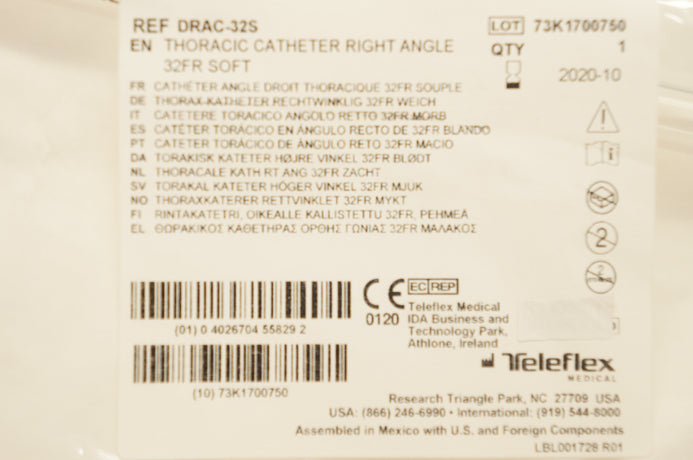 REF DRAC-32S
LOT 73K1700750
EN THORACIC CATHETER RIGHT ANGLE
32FR SOFT
QTY 1
2020-10
FR CATHÉTER ANGLE DROIT THORACIQUE 32FR SOUPLE
DE THORAX-KATHETER RECHTWINKLIG 32FR WEICH
IT CATETERE TORACICO ANGOLO RETTO 32FR MORB
ES CATÉTER TORÁCICO EN ÁNGULO RECTO DE 32FR BLANDO
PT CATÉTER TORÁCICO DE ÂNGULO RETO 32FR MACIO
DA TORAKISK KATETER HØJRE VINKEL 32FR BLØDT
NL THORACALE KATH RT ANG 32FR ZACHT
SV TORAKAL KATETER HÖGER VINKEL 32FR MJUK
NO THORAXKATERER RETTVINKLET 32FR MYKT
FI RINTAKATETRI, OIKEALLE KALLISTETTU 32FR, PEHMEÄ
EL ΘΩΡΑΚΙΚΟΣ ΚΑΘΕΤΗΡΑΣ ΟΡΘΗΣ ΓΩΝΙΑΣ 32FR ΜΑΛΑΚΟΣ
2
2
(01) 0 4026704 55829 2
CE
0120
EC REP
Teleflex Medical
IDA Business and
Technology Park,
Athlone, Ireland
(10) 73K1700750
Teleflex
MEDICAL
Research Triangle Park, NC 27709 USA
USA: (866) 246-6990 • International: (919) 544-8000
Assembled in Mexico with U.S. and Foreign Components
LBL001728 R01